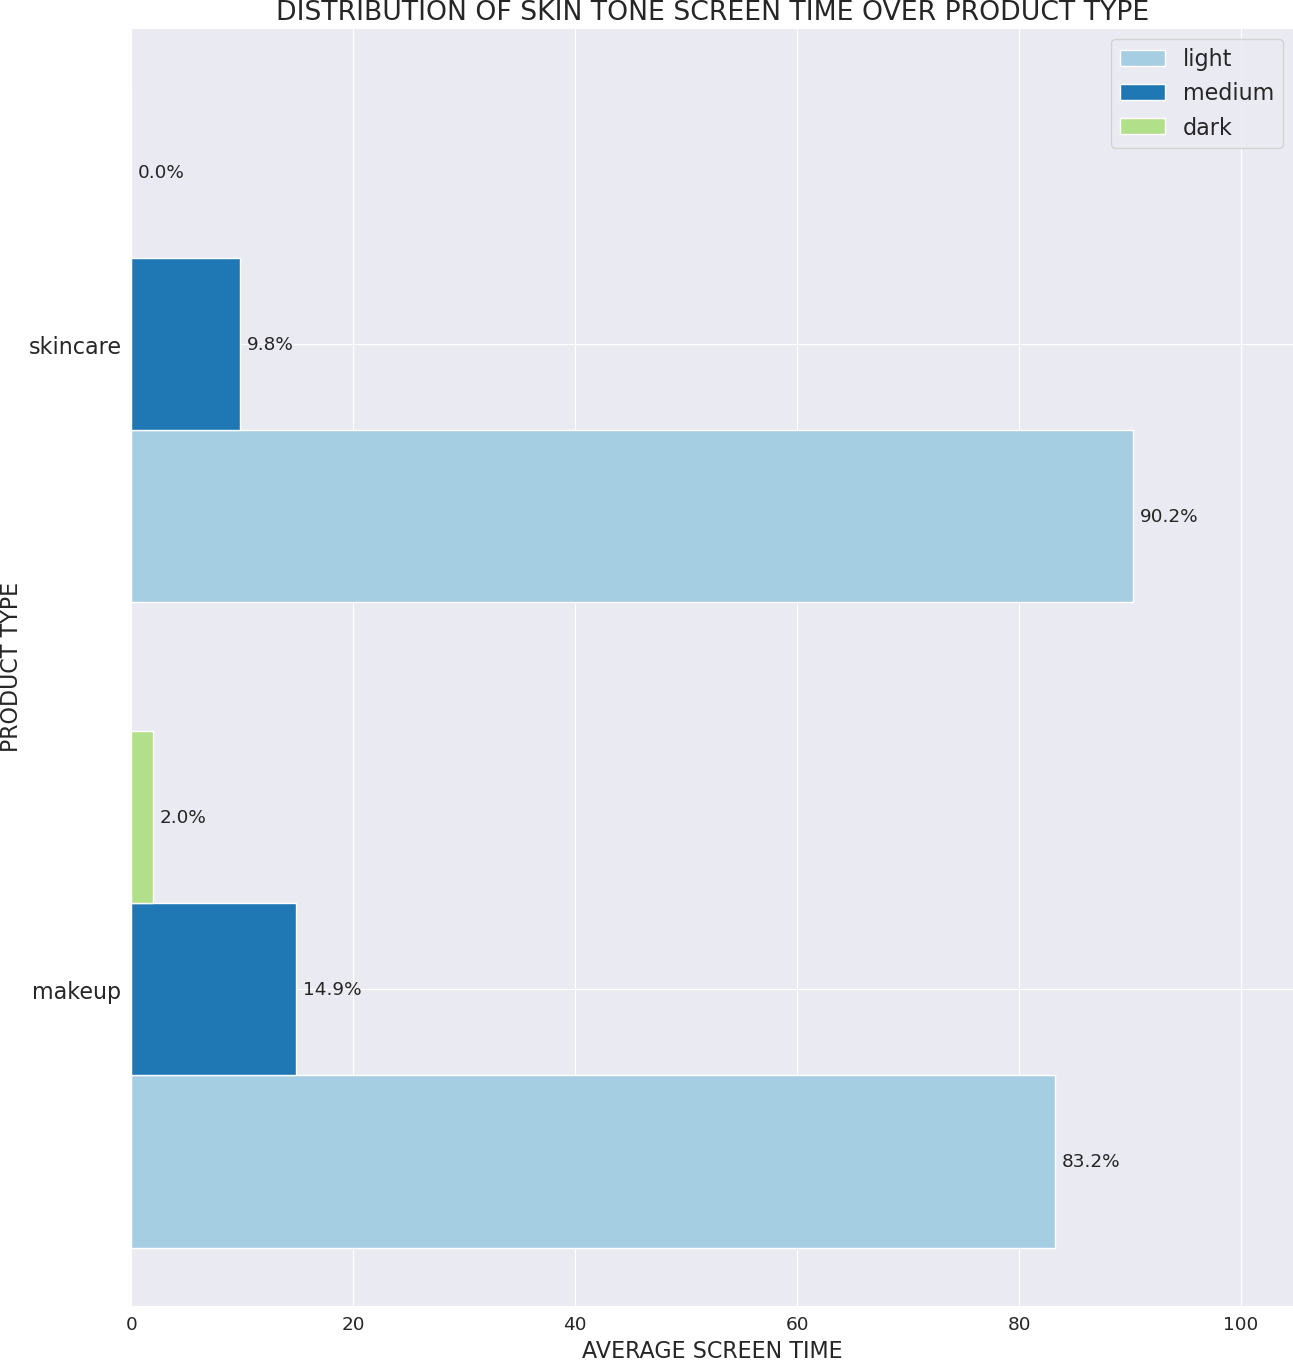 DISTRIBUTION OF SKIN TONE SCREEN TIME OVER PRODUCT TYPE
light
medium
dark
0.0%
skincare
9.8%
90.2%
PRODUCT TYPE
2.0%
makeup
14.9%
83.2%
0 20 40 60 80 100
AVERAGE SCREEN TIME